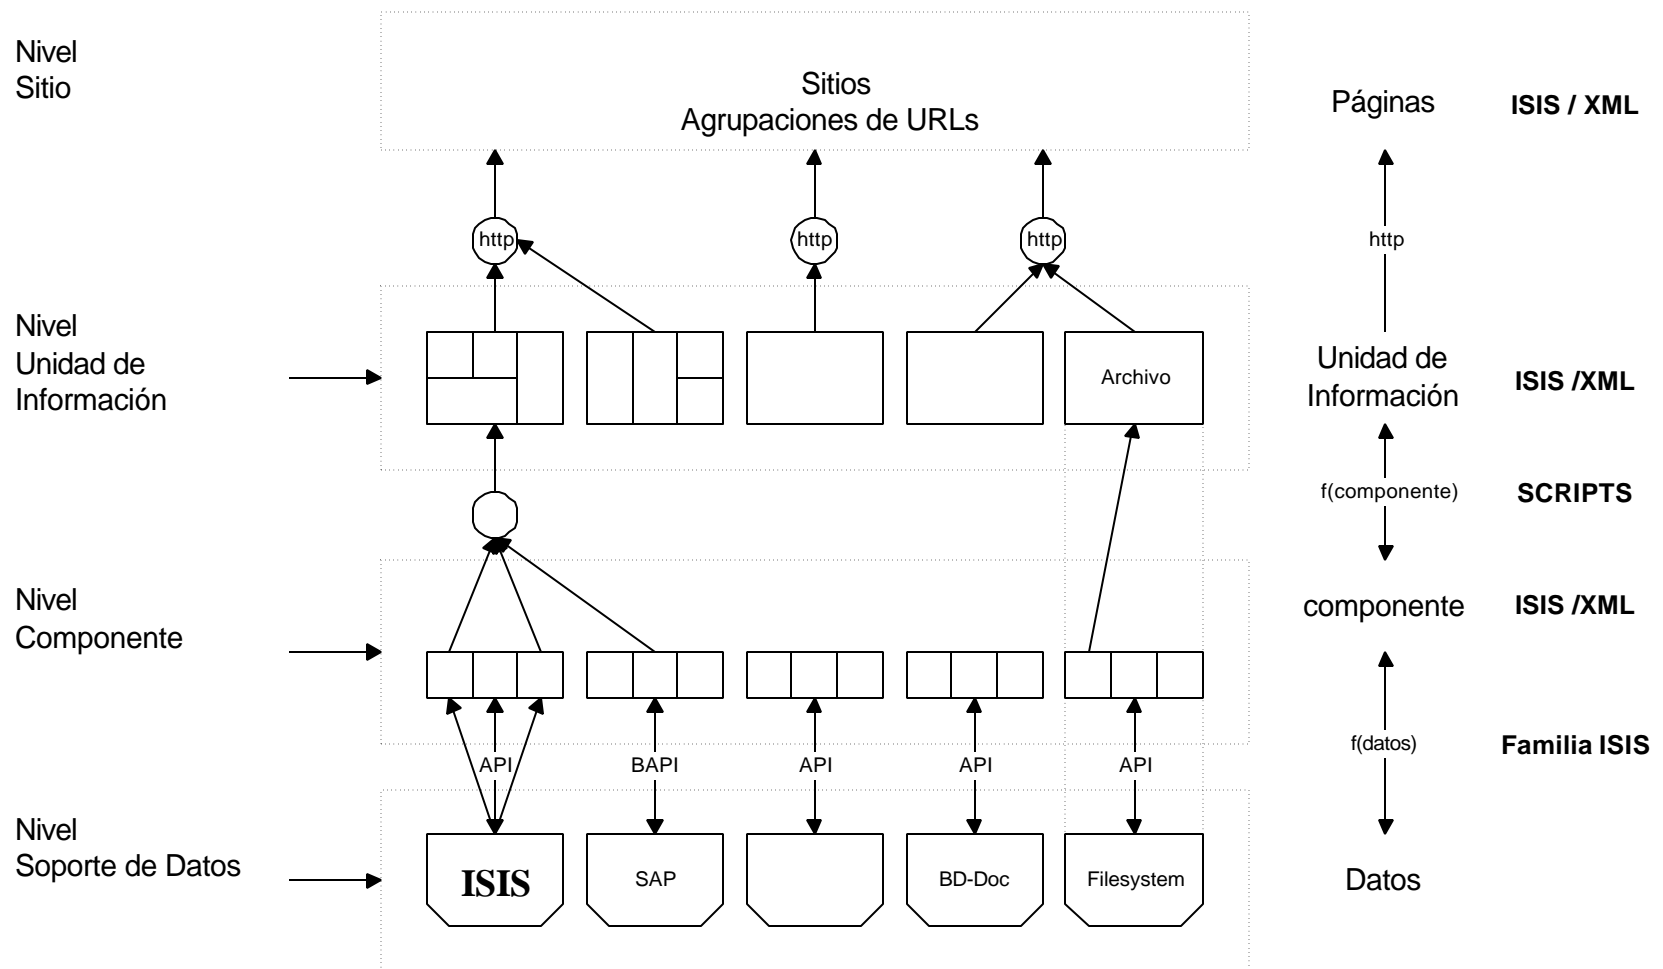 Nivel
Sitio
Sitios
Agrupaciones de URLs
Páginas
ISIS / XML
http
http
http
http
Nivel
Unidad de
Información
Archivo
Unidad de
Información
ISIS /XML
f(componente)
SCRIPTS
Nivel
Componente
componente
ISIS /XML
API
BAPI
API
API
API
f(datos)
Familia ISIS
Nivel
Soporte de Datos
ISIS
SAP
BD-Doc
Filesystem
Datos